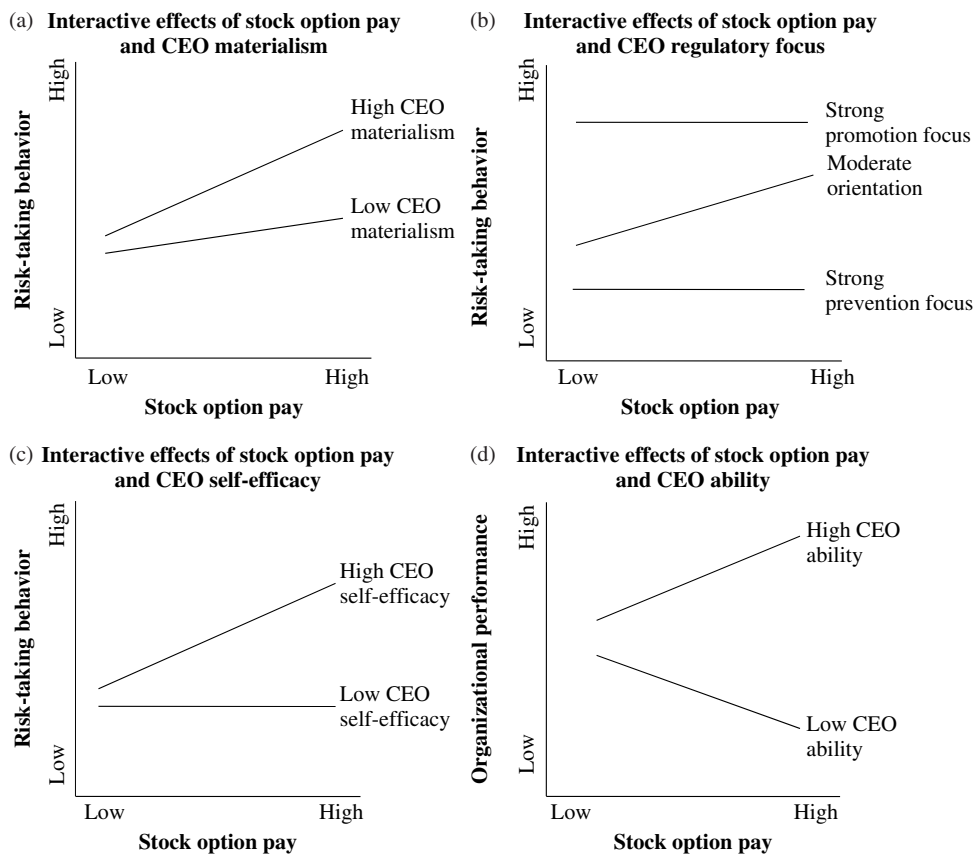 (a) Interactive effects of stock option pay
and CEO materialism
High
Low
Risk-taking behavior
High CEO
materialism
Low CEO
materialism
Low
High
Stock option pay
(b) Interactive effects of stock option pay
and CEO regulatory focus
High
Low
Risk-taking behavior
Strong
promotion focus
Moderate
orientation
Strong
prevention focus
Low
High
Stock option pay
(c) Interactive effects of stock option pay
and CEO self-efficacy
High
Low
Risk-taking behavior
High CEO
self-efficacy
Low CEO
self-efficacy
Low
High
Stock option pay
(d) Interactive effects of stock option pay
and CEO ability
High
Low
Organizational performance
High CEO
ability
Low CEO
ability
Low
High
Stock option pay